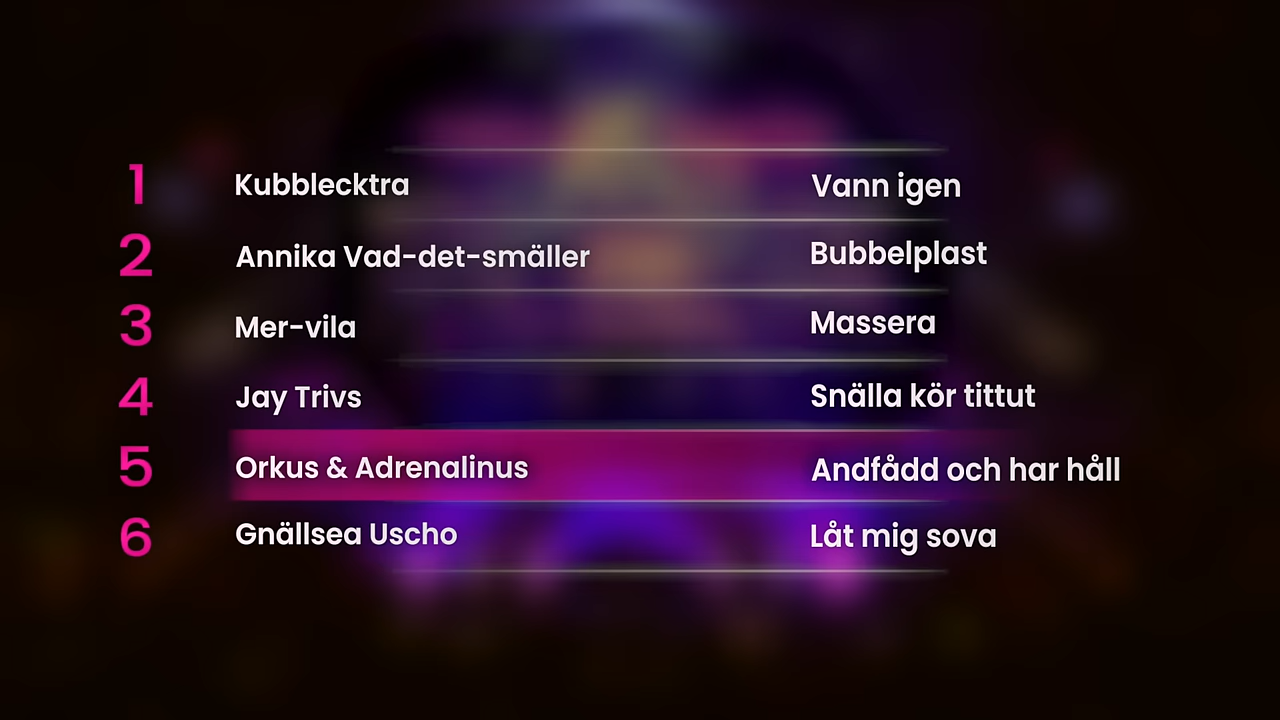 1 Kubblecktra Vann igen
2 Annika Vad-det-smäller Bubbelplast
3 Mer-vila Massera
4 Jay Trivs Snälla kör tittut
5 Orkus & Adrenalinus Andfådd och har håll
6 Gnällsea Uscho Låt mig sova